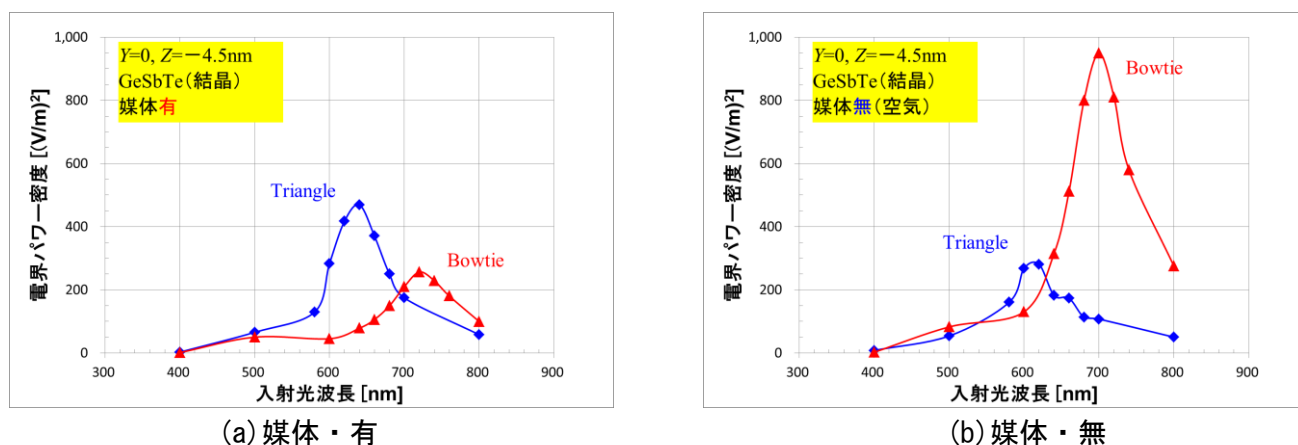 1,000
800
600
400
200
0
300 400 500 600 700 800 900
電界パワー密度 [(V/m)²]
入射光波長 [nm]
Y=0, Z=−4.5nm
GeSbTe(結晶)
媒体有
Triangle
Bowtie
(a) 媒体・有
1,000
800
600
400
200
0
300 400 500 600 700 800 900
電界パワー密度 [(V/m)²]
入射光波長 [nm]
Y=0, Z=−4.5nm
GeSbTe(結晶)
媒体無(空気)
Bowtie
Triangle
(b) 媒体・無